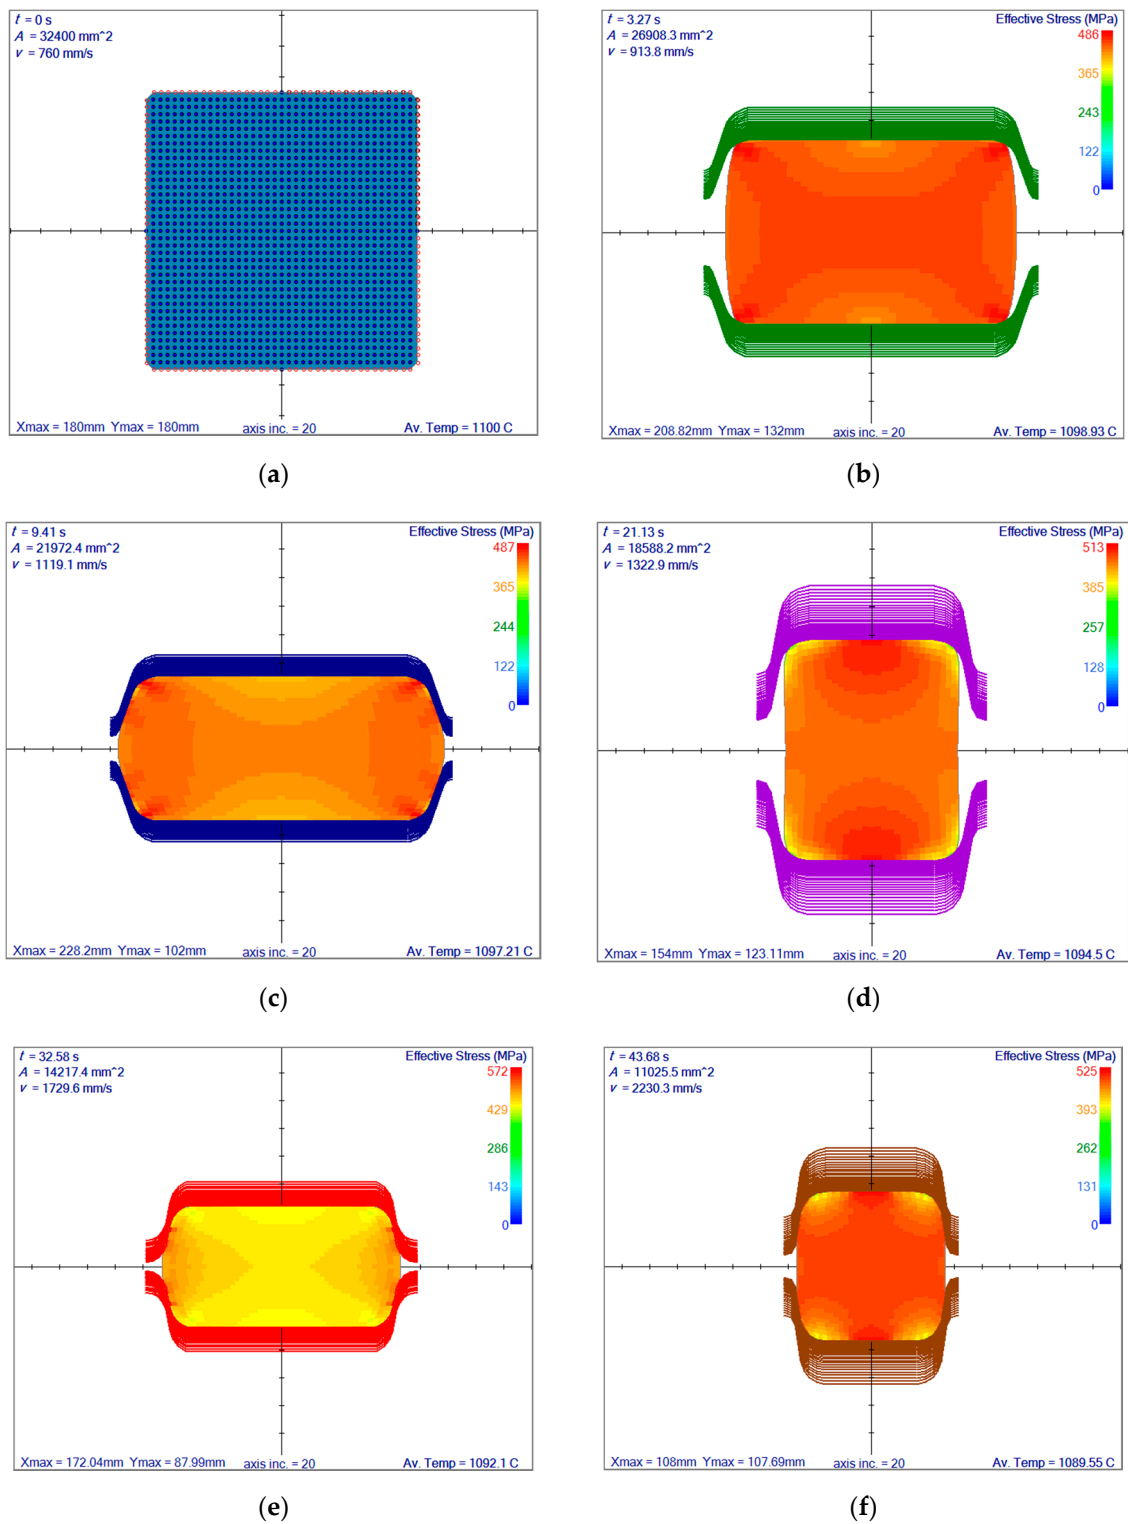 t = 0 s
A = 32400 mm^2
v = 760 mm/s
Xmax = 180mm Ymax = 180mm axis inc. = 20 Av. Temp = 1100 C
(a)
t = 3.27 s
A = 26908.3 mm^2
v = 913.8 mm/s
Effective Stress (MPa)
486
365
243
122
0
Xmax = 208.82mm Ymax = 132mm axis inc. = 20 Av. Temp = 1098.93 C
(b)
t = 9.41 s
A = 21972.4 mm^2
v = 1119.1 mm/s
Effective Stress (MPa)
487
365
244
122
0
Xmax = 228.2mm Ymax = 102mm axis inc. = 20 Av. Temp = 1097.21 C
(c)
t = 21.13 s
A = 18588.2 mm^2
v = 1322.9 mm/s
Effective Stress (MPa)
513
385
257
128
0
Xmax = 154mm Ymax = 123.11mm axis inc. = 20 Av. Temp = 1094.5 C
(d)
t = 32.58 s
A = 14217.4 mm^2
v = 1729.6 mm/s
Effective Stress (MPa)
572
429
286
143
0
Xmax = 172.04mm Ymax = 87.99mm axis inc. = 20 Av. Temp = 1092.1 C
(e)
t = 43.68 s
A = 11025.5 mm^2
v = 2230.3 mm/s
Effective Stress (MPa)
525
393
262
131
0
Xmax = 108mm Ymax = 107.69mm axis inc. = 20 Av. Temp = 1089.55 C
(f)